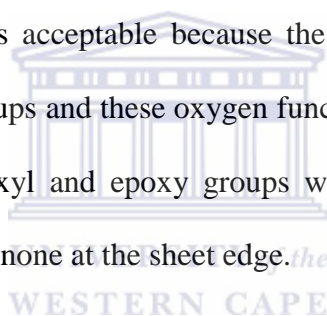 s acceptable because the
ups and these oxygen func
xyl and epoxy groups w
none at the sheet edge.
UNIVERSITY of the
WESTERN CAPE